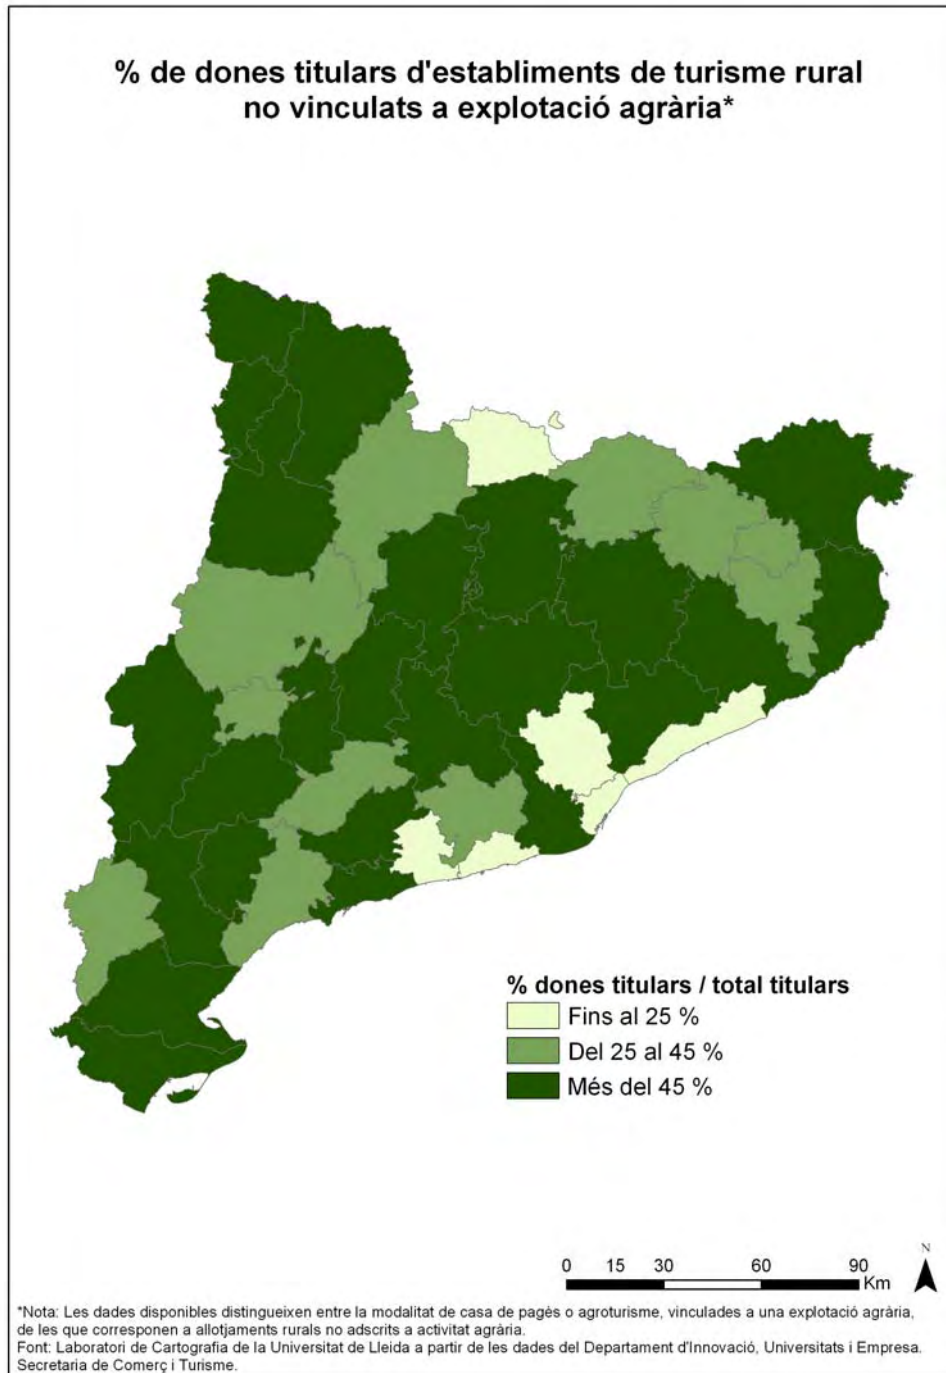 % de dones titulars d'establiments de turisme rural
no vinculats a explotació agrària*
% dones titulars / total titulars
Fins al 25 %
Del 25 al 45 %
Més del 45 %
N
0 15 30 60 90
Km
*Nota: Les dades disponibles distingueixen entre la modalitat de casa de pagès o agroturisme, vinculades a una explotació agrària,
de les que corresponen a allotjaments rurals no adscrits a activitat agrària.
Font: Laboratori de Cartografia de la Universitat de Lleida a partir de les dades del Departament d'Innovació, Universitats i Empresa.
Secretaria de Comerç i Turisme.